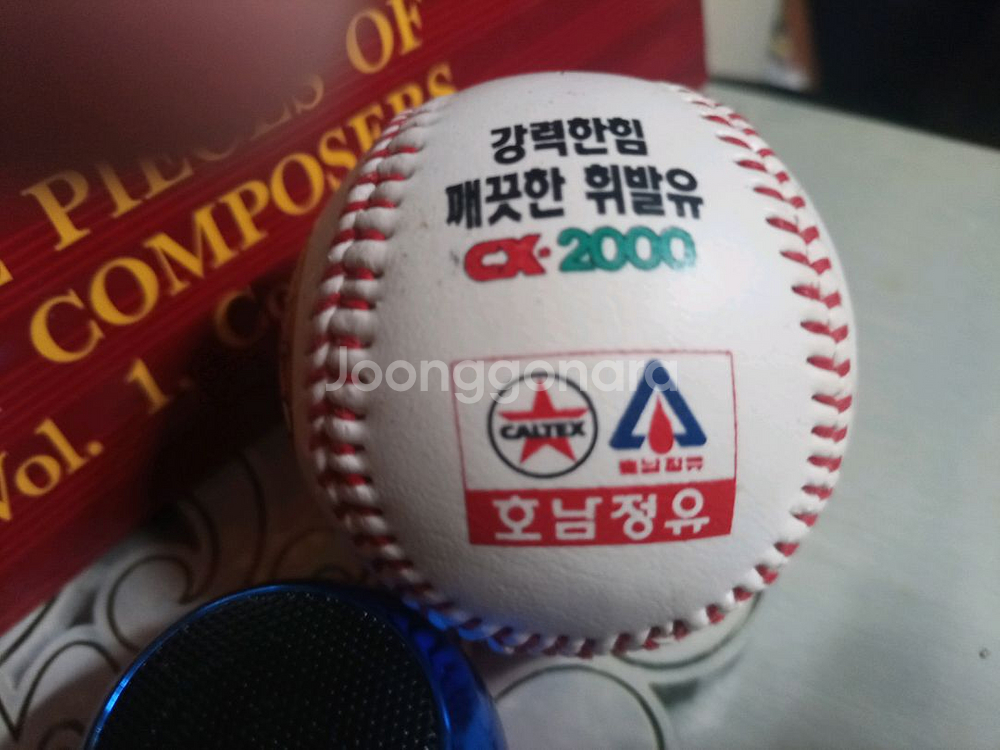 PIECES OF
COMPOSERS
Vol. 1.
강력한힘
깨끗한 휘발유
CX·2000
Joonggonara
CALTEX
호남정유
호남정유